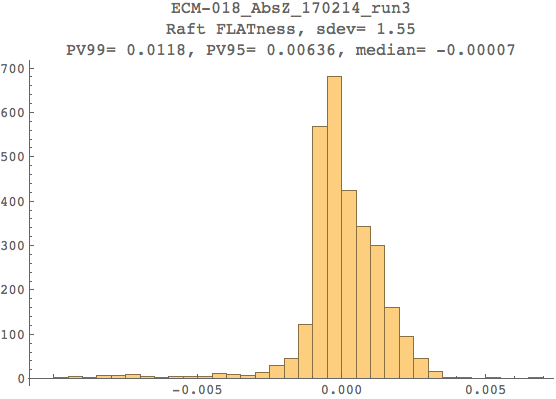 ECM-018_AbsZ_170214_run3
Raft FLATness, sdev= 1.55
PV99= 0.0118, PV95= 0.00636, median= -0.00007
700
600
500
400
300
200
100
0
-0.005 0.000 0.005